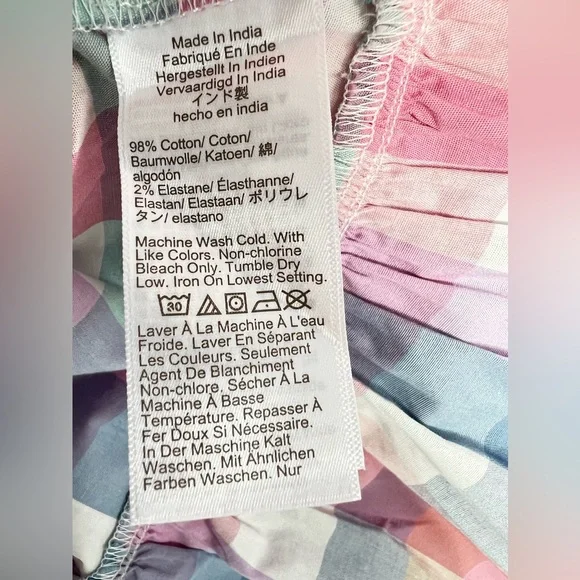 Made In India
Fabriqué En Inde
Hergestellt In Indien
Vervaardigd In India
インド製
hecho en india
98% Cotton/ Coton/
Baumwolle/ Katoen/ 綿/
algodón
2% Elastane/ Élasthanne/
Elastan/ Elastaan/ ポリウレ
タン/ elastano
Machine Wash Cold. With
Like Colors. Non-chlorine
Bleach Only. Tumble Dry
Low. Iron On Lowest Setting.
30
Laver À La Machine À L'eau
Froide. Laver En Séparant
Les Couleurs. Seulement
Agent De Blanchiment
Non-chlore. Sécher À La
Machine À Basse
Température. Repasser À
Fer Doux Si Nécessaire.
In Der Maschine Kalt
Waschen. Mit Ähnlichen
Farben Waschen. Nur